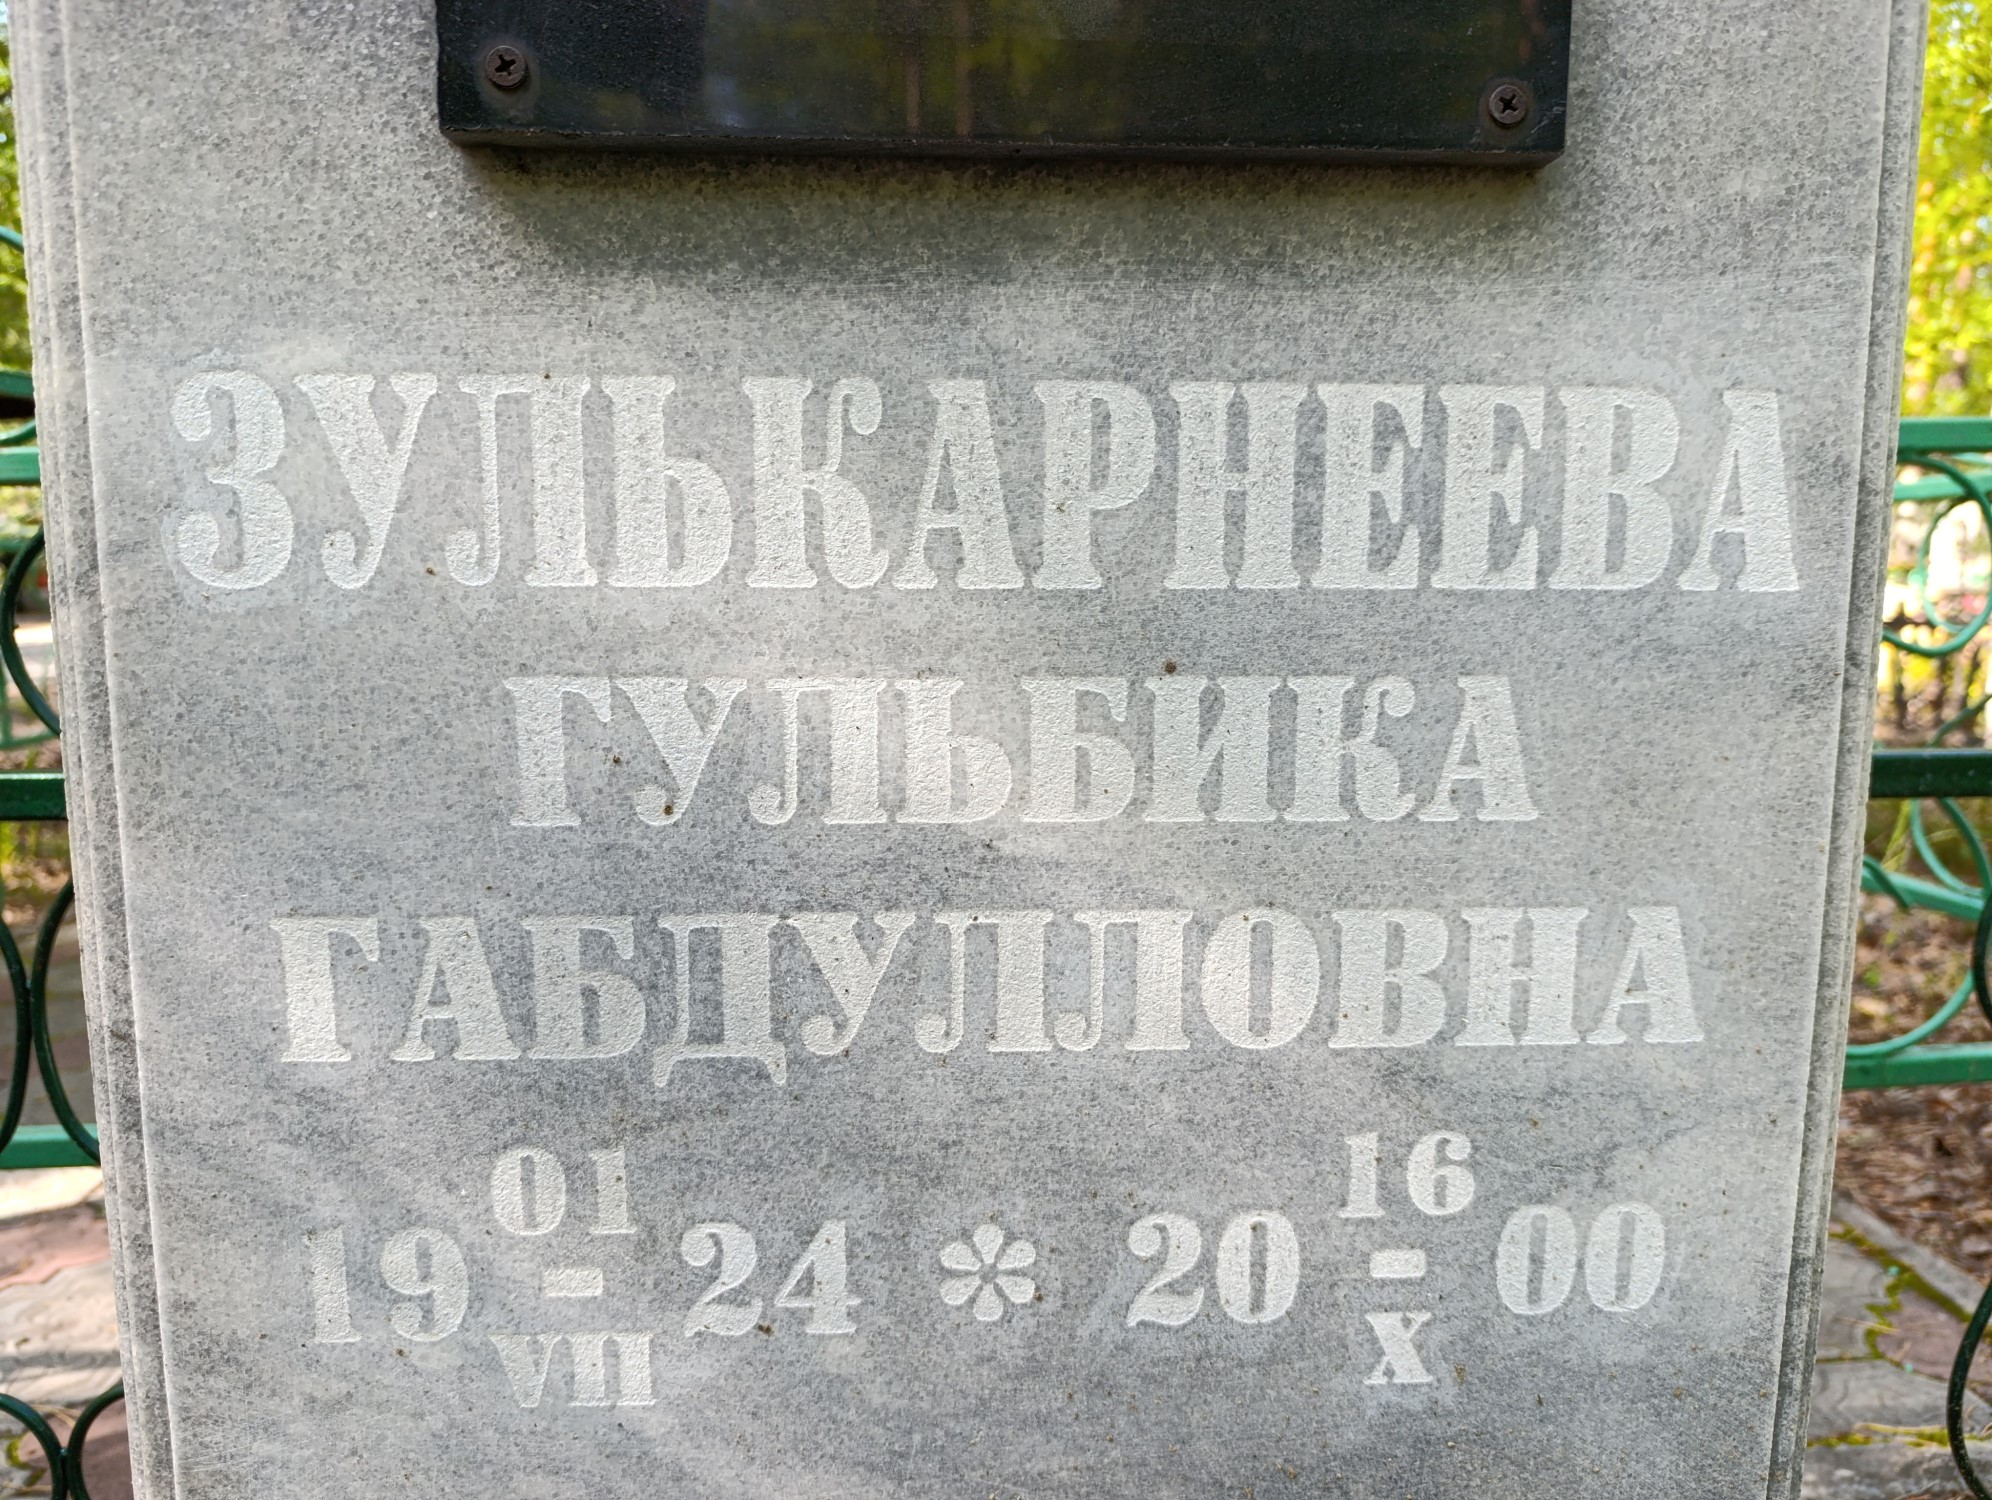 ЗУЛЬКАРНЕЕВА
ГУЛЬБИКА
ГАБДУЛЛОВНА
19 01 - VII 24 * 20 16 - X 00